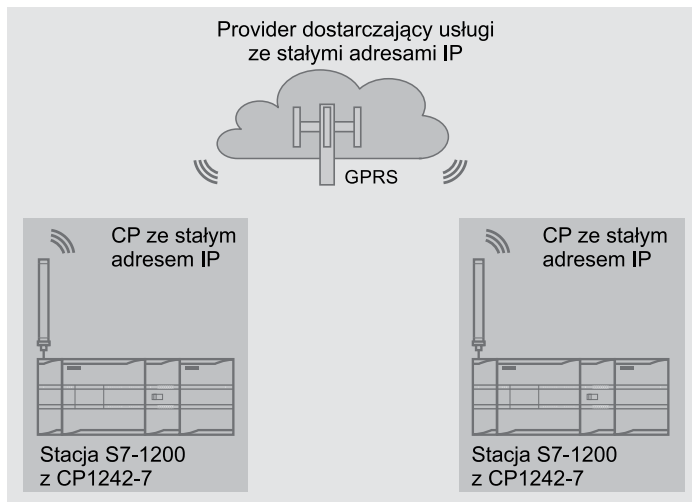 Provider dostarczający usługi
ze stałymi adresami IP
GPRS
CP ze stałym
adresem IP
Stacja S7-1200
z CP1242-7
CP ze stałym
adresem IP
Stacja S7-1200
z CP1242-7